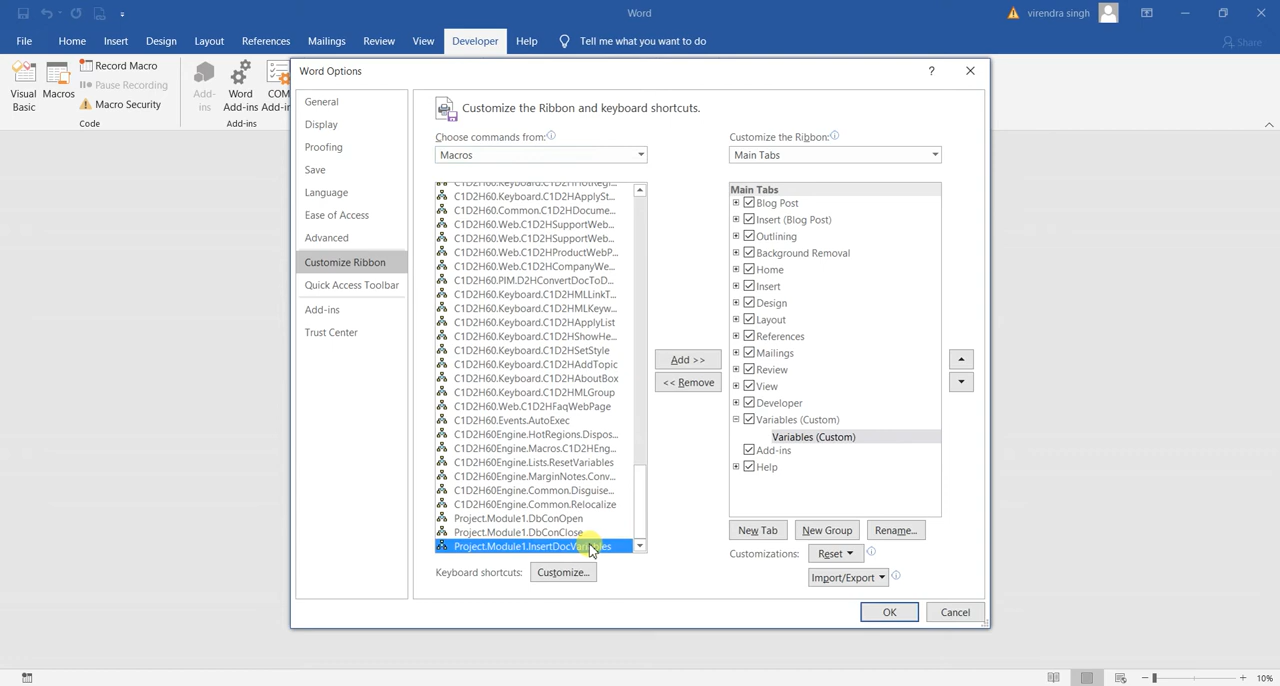 Word
virendra singh
File
Home
Insert
Design
Layout
References
Mailings
Review
View
Developer
Help
Tell me what you want to do
Share
Visual
Basic
Macros
Record Macro
Pause Recording
Macro Security
Code
Add-
ins
Word
Add-ins
COM
Add-in
Add-ins
Word Options
?
General
Display
Proofing
Save
Language
Ease of Access
Advanced
Customize Ribbon
Quick Access Toolbar
Add-ins
Trust Center
Customize the Ribbon and keyboard shortcuts.
Choose commands from:
Macros
C1D2H60.Keyboard.C1D2HHotRegi...
C1D2H60.Keyboard.C1D2HApplySt...
C1D2H60.Common.C1D2HDocume...
C1D2H60.Web.C1D2HSupportWeb...
C1D2H60.Web.C1D2HSupportWeb...
C1D2H60.Web.C1D2HProductWebP...
C1D2H60.Web.C1D2HCompanyWe...
C1D2H60.PIM.D2HConvertDocToD...
C1D2H60.Keyboard.C1D2HMLLinkT...
C1D2H60.Keyboard.C1D2HMLKeyw...
C1D2H60.Keyboard.C1D2HApplyList
C1D2H60.Keyboard.C1D2HShowHe...
C1D2H60.Keyboard.C1D2HSetStyle
C1D2H60.Keyboard.C1D2HAddTopic
C1D2H60.Keyboard.C1D2HAboutBox
C1D2H60.Keyboard.C1D2HMLGroup
C1D2H60.Web.C1D2HFaqWebPage
C1D2H60.Events.AutoExec
C1D2H60Engine.HotRegions.Dispos...
C1D2H60Engine.Macros.C1D2HEng...
C1D2H60Engine.Lists.ResetVariables
C1D2H60Engine.MarginNotes.Conv...
C1D2H60Engine.Common.Disguise...
C1D2H60Engine.Common.Relocalize
Project.Module1.DbConOpen
Project.Module1.DbConClose
Project.Module1.InsertDocVariables
Keyboard shortcuts:
Customize...
Add >>
<< Remove
Customize the Ribbon:
Main Tabs
Main Tabs
Blog Post
Insert (Blog Post)
Outlining
Background Removal
Home
Insert
Design
Layout
References
Mailings
Review
View
Developer
Variables (Custom)
Variables (Custom)
Add-ins
Help
New Tab
New Group
Rename...
Customizations:
Reset
Import/Export
OK
Cancel
10%